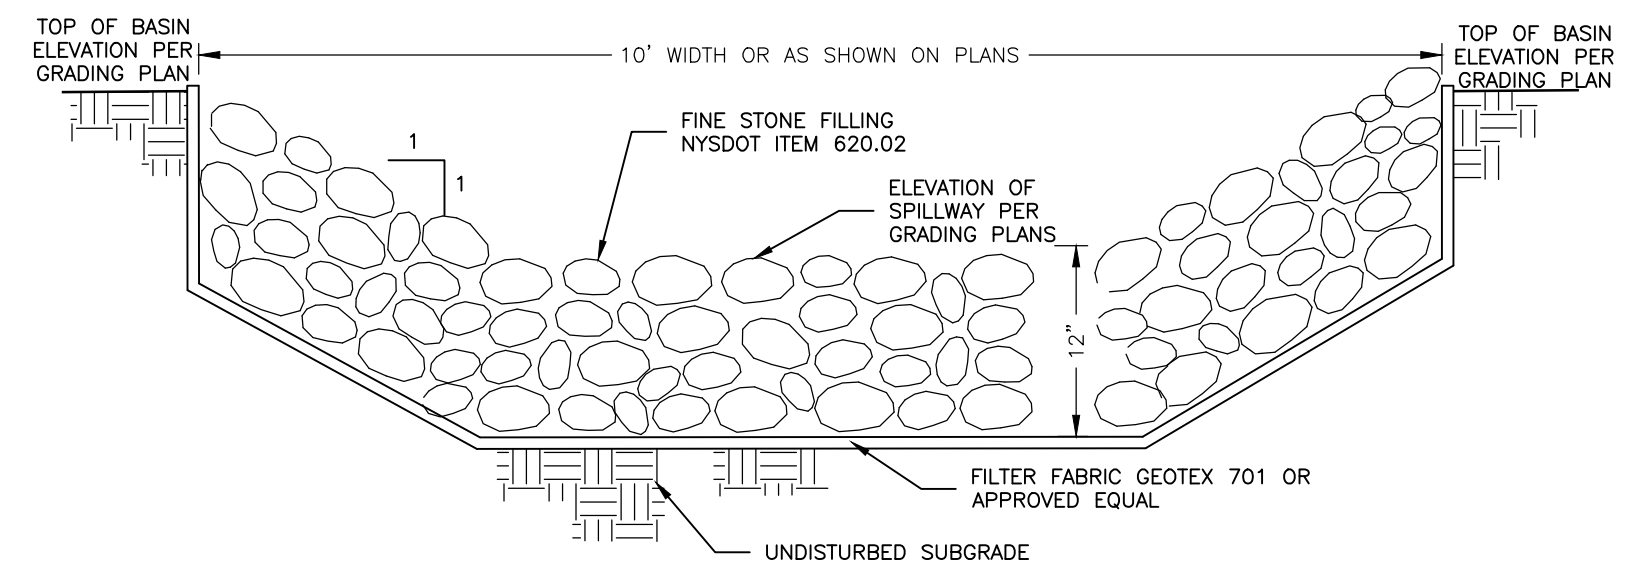 TOP OF BASIN
ELEVATION PER
GRADING PLAN
10' WIDTH OR AS SHOWN ON PLANS
TOP OF BASIN
ELEVATION PER
GRADING PLAN
FINE STONE FILLING
NYSDOT ITEM 620.02
1
1
ELEVATION OF
SPILLWAY PER
GRADING PLANS
12"
FILTER FABRIC GEOTEX 701 OR
APPROVED EQUAL
UNDISTURBED SUBGRADE